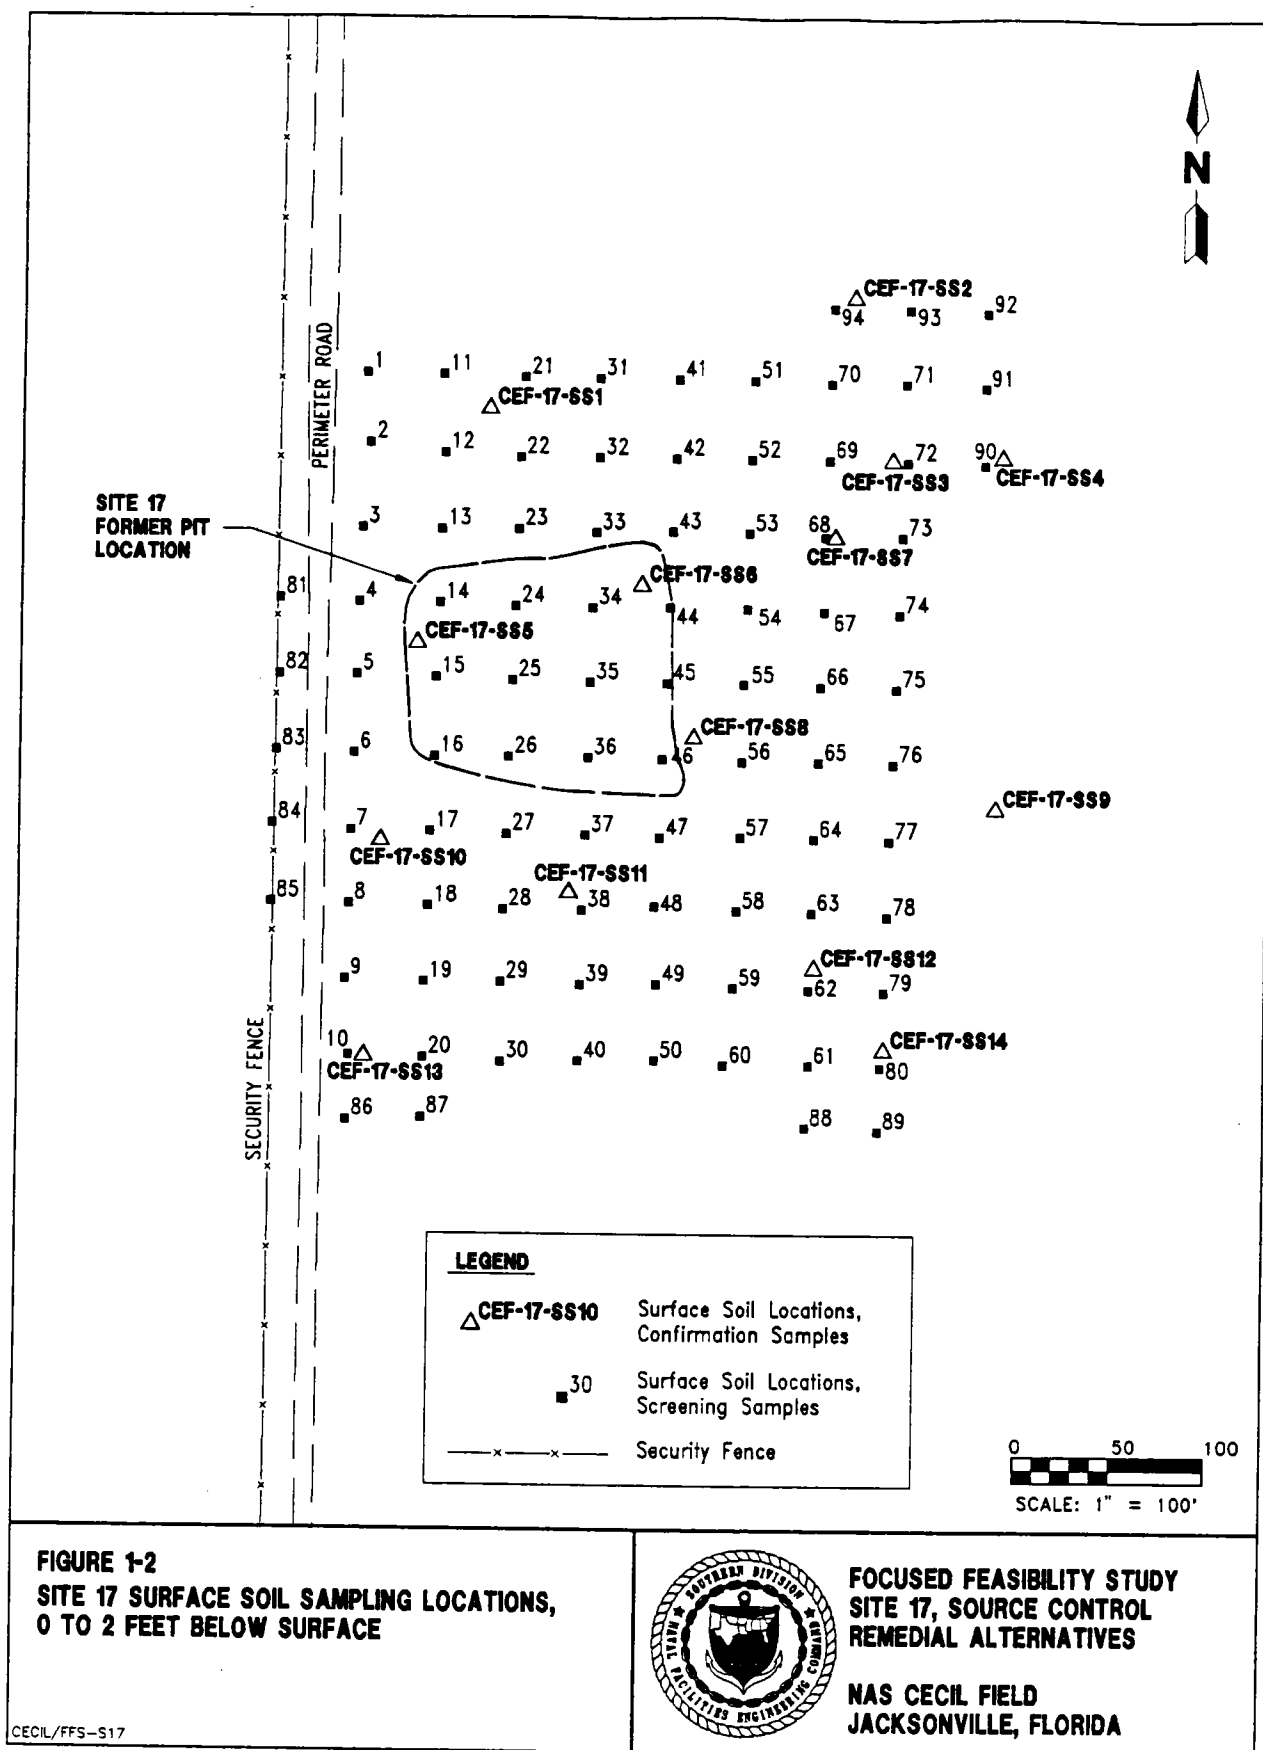 N
CEF-17-SS2
94
93
92
1
11
21
31
41
51
70
71
91
CEF-17-SS1
2
12
22
32
42
52
69
72
90
CEF-17-SS3
CEF-17-SS4
PERIMETER ROAD
SITE 17
FORMER PIT
LOCATION
3
13
23
33
43
53
68
73
CEF-17-SS7
CEF-17-SS6
81
4
14
24
34
44
54
67
74
CEF-17-SS5
82
5
15
25
35
45
55
66
75
CEF-17-SS8
83
6
16
26
36
46
56
65
76
CEF-17-SS9
84
7
17
27
37
47
57
64
77
CEF-17-SS10
CEF-17-SS11
85
8
18
28
38
48
58
63
78
CEF-17-SS12
9
19
29
39
49
59
62
79
SECURITY FENCE
10
20
30
40
50
60
61
80
CEF-17-SS13
CEF-17-SS14
86
87
88
89
LEGEND
CEF-17-SS10
Surface Soil Locations,
Confirmation Samples
30
Surface Soil Locations,
Screening Samples
Security Fence
0 50 100
SCALE: 1" = 100'
FIGURE 1-2
SITE 17 SURFACE SOIL SAMPLING LOCATIONS,
0 TO 2 FEET BELOW SURFACE
CECIL/FFS-S17
SOUTHERN DIVISION
NAVAL FACILITIES ENGINEERING COMMAND
FOCUSED FEASIBILITY STUDY
SITE 17, SOURCE CONTROL
REMEDIAL ALTERNATIVES
NAS CECIL FIELD
JACKSONVILLE, FLORIDA